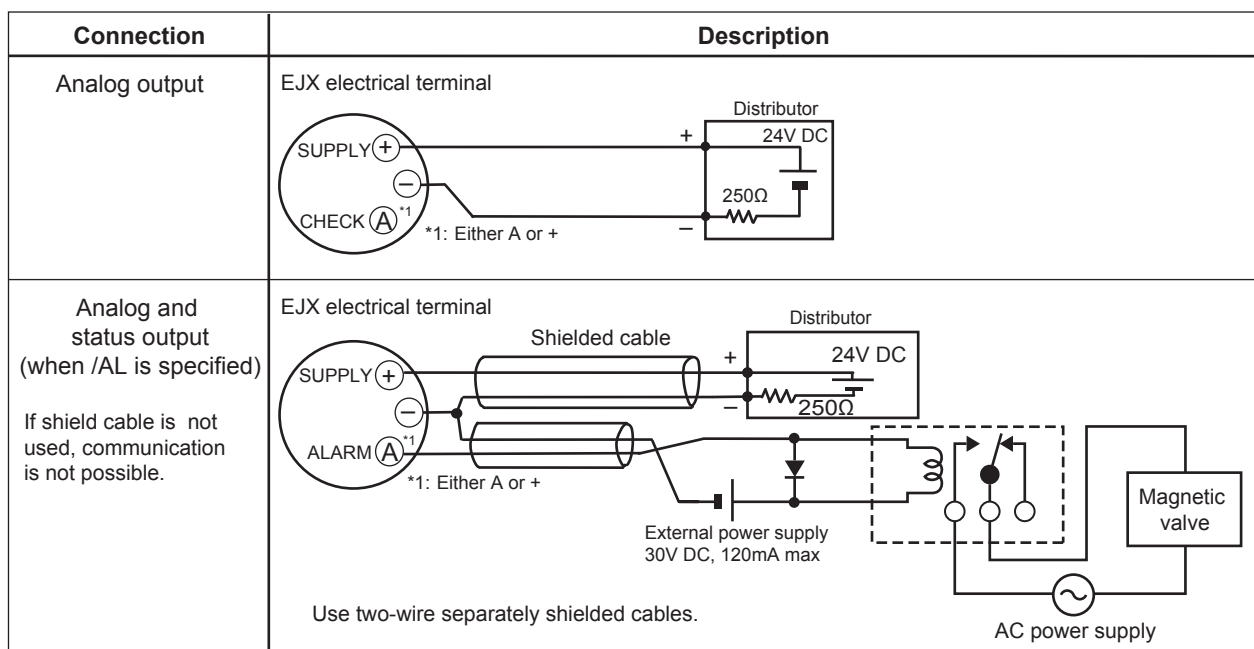 Connection
Description
Analog output
EJX electrical terminal
Distributor
SUPPLY +
+
24V DC
−
250Ω
CHECK A *1
*1: Either A or +
−
Analog and
status output
(when /AL is specified)
If shield cable is not
used, communication
is not possible.
EJX electrical terminal
Shielded cable
Distributor
+
24V DC
SUPPLY +
−
−
250Ω
ALARM A *1
*1: Either A or +
External power supply
30V DC, 120mA max
Magnetic
valve
Use two-wire separately shielded cables.
AC power supply